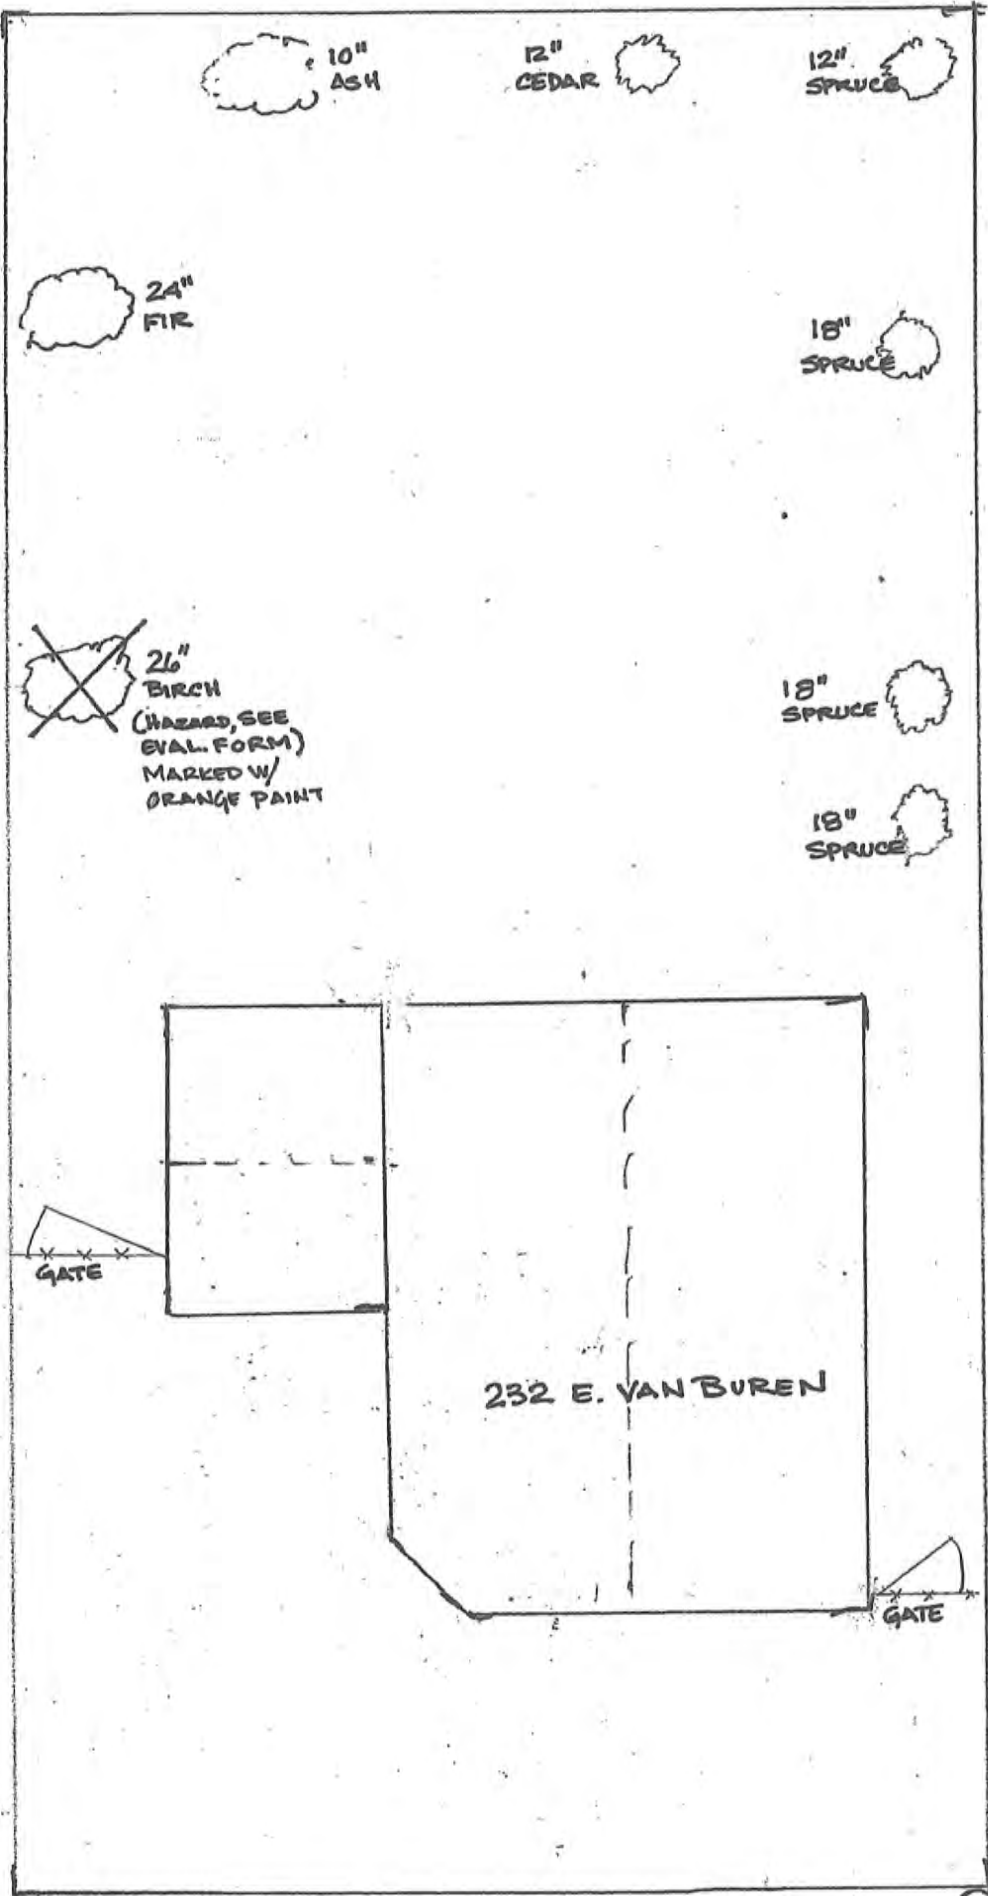 10"
ASH
12"
CEDAR
12"
SPRUCE
24"
FIR
18"
SPRUCE
26"
BIRCH
(HAZARD, SEE
EVAL. FORM)
MARKED W/
ORANGE PAINT
18"
SPRUCE
18"
SPRUCE
GATE
232 E. VAN BUREN
GATE